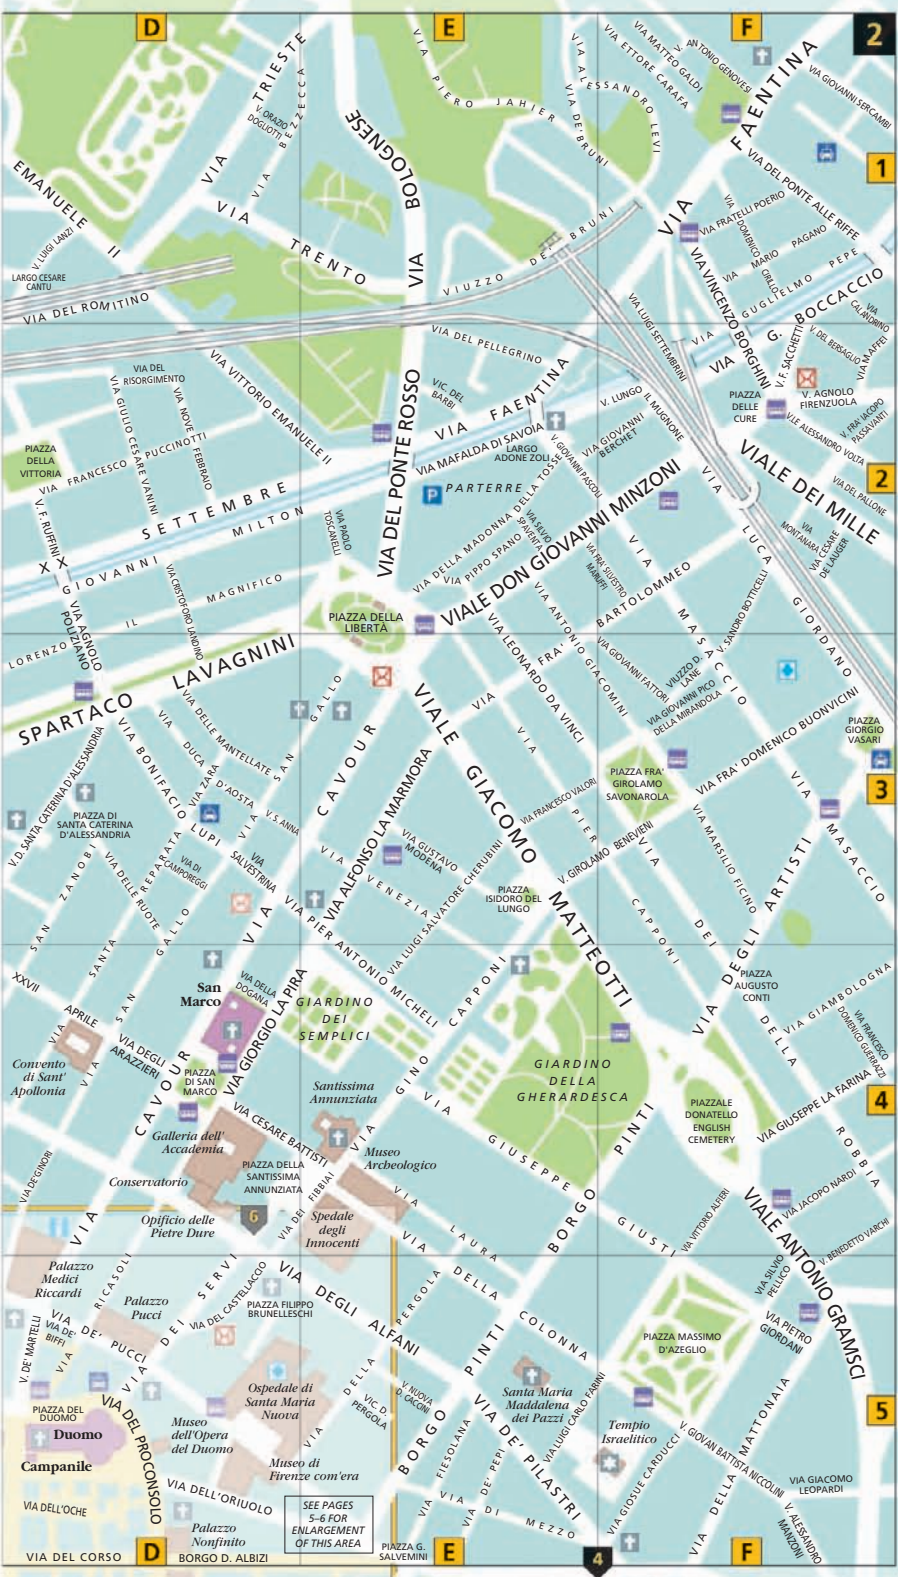 D
E
F
2
VIA TRIESTE
VIA BEZZECCA
V. ORAZIO
DOGLIOTTI
VIA BOLOGNESE
VIA PIERO JAHIER
VIA ALESSANDRO LEVI
VIA DE' BRUNI
VIA ETTORE CARAFA
VIA MATTEO GALDI
V. ANTONIO GENOVESI
VIA FAENTINA
VIA GIOVANNI SERCAMBI
1
VIA DEL PONTE ALLE RIFFE
VIA FRATELLI POERIO
VIA DOMENICO CIRILLO
VIA MARIO PAGANO
VIA GUGLIELMO PEPE
EMANUELE II
V. LUIGI LANZI
LARGO CESARE
CANTU
VIA DEL ROMITINO
VIA TRENTO
VIUZZO DE' BRUNI
VIA LUIGI SETTEMBRINI
VIA VINCENZO BORGHINI
VIA G. BOCCACCIO
VIA
CALANDRINO
V. DEL BERSAGLIO
VIA MAFFEI
V. F. SACCHETTI
VIA DEL PELLEGRINO
VIA DEL
RISORGIMENTO
VIA VITTORIO EMANUELE II
VIA GIULIO CESARE VANINI
VIA NOVE FEBBRAIO
VIC. DEL
BARBI
VIA FAENTINA
V. LUNGO IL MUGNONE
PIAZZA
DELLE
CURE
V. AGNOLO
FIRENZUOLA
V. FRA' IACOPO
PASSAVANTI
V.LE ALESSANDRO VOLTA
PIAZZA
DELLA
VITTORIA
VIA FRANCESCO PUCCINOTTI
VIA DEL PONTE ROSSO
VIA MAFALDA DI SAVOIA
LARGO
ADONE ZOLI
VIA GIOVANNI
BERCHET
V. GIOVANNI PASCOLI
P PARTERRE
2
VIALE DEI MILLE
VIA DEL PALLONE
VIA
MONTANARA
VIA CESARE
DE LAUGER
V. F. RUFFINI
XX SETTEMBRE
GIOVANNI MILTON
VIA PAOLO
TOSCANELLI
VIA DELLA MADONNA DELLA TOSSE
VIA PIPPO SPANO
VIA SILVIO
SPAVENTA
VIALE DON GIOVANNI MINZONI
VIA FRA' SILVESTRO
MARUFFI
VIA LUCA GIORDANO
VIA MASACCIO
V. SANDRO BOTTICELLI
VIA CRISTOFORO LANDINO
LORENZO IL MAGNIFICO
VIA AGNOLO
POLIZIANO
PIAZZA DELLA
LIBERTÀ
VIA FRA' BARTOLOMMEO
VIA LEONARDO DA VINCI
VIA ANTONIO GIACOMINI
VIA GIOVANNI FATTORI
VIUZZO D.
LANE
VIA GIOVANNI PICO
DELLA MIRANDOLA
SPARTACO LAVAGNINI
VIA DELLE MANTELLATE
VIA SAN GALLO
VIA CAVOUR
VIALE GIACOMO MATTEOTTI
VIA FRA' DOMENICO BUONVICINI
PIAZZA
GIORGIO
VASARI
3
V. D. SANTA CATERINA D'ALESSANDRIA
PIAZZA DI
SANTA CATERINA
D'ALESSANDRIA
VIA BONIFACIO LUPI
VIA DUCA D'AOSTA
VIA ZARA
V. S. ANNA
VIA
SALVESTRINA
VIA DI
CAMPOREGGI
VIA DELLE RUOTE
SANTA REPARATA
SAN ZANOBI
VIA ALFONSO LA MARMORA
VIA GUSTAVO
MODENA
VIA VENEZIA
VIA PIER ANTONIO MICHELI
VIA LUIGI SALVATORE CHERUBINI
VIA FRANCESCO VALORI
PIAZZA FRA'
GIROLAMO
SAVONAROLA
V. GIROLAMO BENEVIENI
PIAZZA
ISIDORO DEL
LUNGO
VIA PIER CAPPONI
VIA DEI DELLA ROBBIA
VIA MARSILIO FICINO
VIA DEGLI ARTISTI
VIA MASACCIO
PIAZZA
AUGUSTO
CONTI
VIA GIAMBOLOGNA
VIA FRANCESCO
DOMENICO GUERRAZZI
VIA XXVII APRILE
San
Marco
VIA DELLA
DOGANA
VIA GIORGIO LA PIRA
GIARDINO
DEI
SEMPLICI
VIA GINO CAPPONI
GIARDINO
DELLA
GHERARDESCA
PIAZZALE
DONATELLO
ENGLISH
CEMETERY
VIA GIUSEPPE LA FARINA
4
Convento
di Sant'
Apollonia
VIA DEGLI
ARAZZIERI
PIAZZA
DI SAN
MARCO
Santissima
Annunziata
VIA CESARE BATTISTI
Galleria dell'
Accademia
Museo
Archeologico
Conservatorio
PIAZZA DELLA
SANTISSIMA
ANNUNZIATA
VIA DEI FIBBIAI
Opificio delle
Pietre Dure
6
Spedale
degli
Innocenti
VIA DE'GINORI
VIA CAVOUR
VIA GIUSEPPE GIUSTI
BORGO PINTI
VIA LAURA
VIA VITTORIO ALFIERI
VIALE ANTONIO GRAMSCI
VIA JACOPO NARDI
V. BENEDETTO VARCHI
VIA SILVIO
PELLICO
VIA PIETRO
GIORDANI
Palazzo
Medici
Riccardi
VIA RICASOLI
Palazzo
Pucci
VIA DEI SERVI
VIA DEL CASTELLACCIO
PIAZZA FILIPPO
BRUNELLESCHI
VIA DEGLI ALFANI
VIA DELLA PERGOLA
VIA DELLA COLONNA
PIAZZA MASSIMO
D'AZEGLIO
V. DE' MARTELLI
VIA DE'
BIFFI
VIA DE' PUCCI
Ospedale di
Santa Maria
Nuova
VIC. D.
PERGOLA
V. NUOVA
D. CACCINI
Santa Maria
Maddalena
dei Pazzi
VIA LUIGI CARLO FARINI
Tempio
Israelitico
5
PIAZZA DEL
DUOMO
Duomo
Campanile
VIA DEL PROCONSOLO
Museo
dell'Opera
del Duomo
Museo di
Firenze com'era
BORGO PINTI
VIA FIESOLANA
VIA DE' PEPI
VIA DE' PILASTRI
VIA DI MEZZO
VIA GIOSUE CARDUCCI
V. GIOVAN BATTISTA NICCOLINI
VIA DELLA MATTONAIA
VIA GIACOMO
LEOPARDI
V. ALESSANDRO
MANZONI
VIA DELL'OCHE
VIA DELL'ORIUOLO
Palazzo
Nonfinito
SEE PAGES
5–6 FOR
ENLARGEMENT
OF THIS AREA
VIA DEL CORSO
D
BORGO D. ALBIZI
PIAZZA G.
SALVEMINI
E
4
F